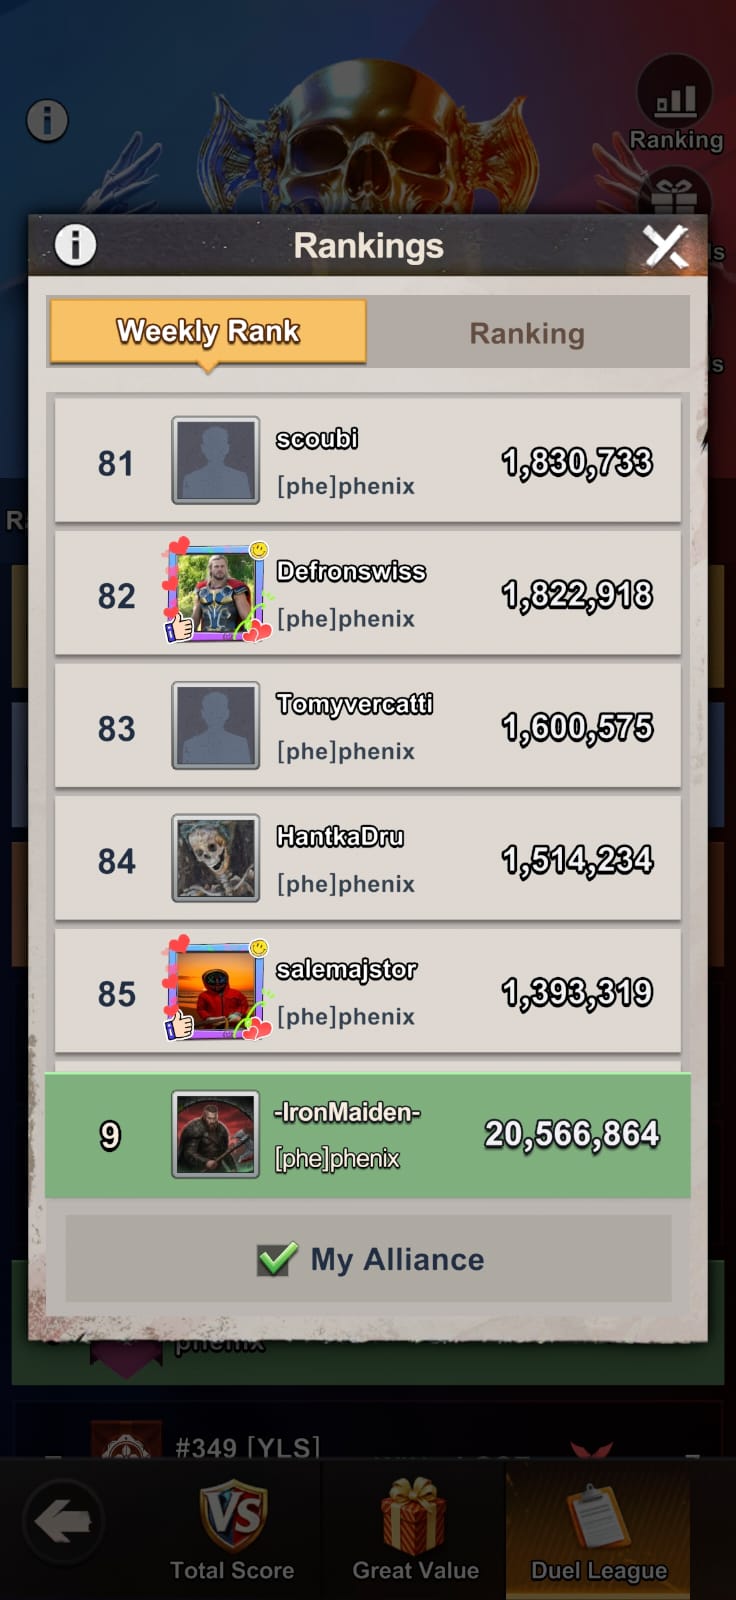 Ranking
Rankings
Weekly Rank
Ranking
81
scoubi
[phe]phenix
1,830,733
82
Defronswiss
[phe]phenix
1,822,918
83
Tomyvercatti
[phe]phenix
1,600,575
84
HantkaDru
[phe]phenix
1,514,234
85
salemajstor
[phe]phenix
1,393,319
9
-IronMaiden-
[phe]phenix
20,566,864
My Alliance
phenix
#349 [YLS]
7
VS
Total Score
Great Value
Duel League